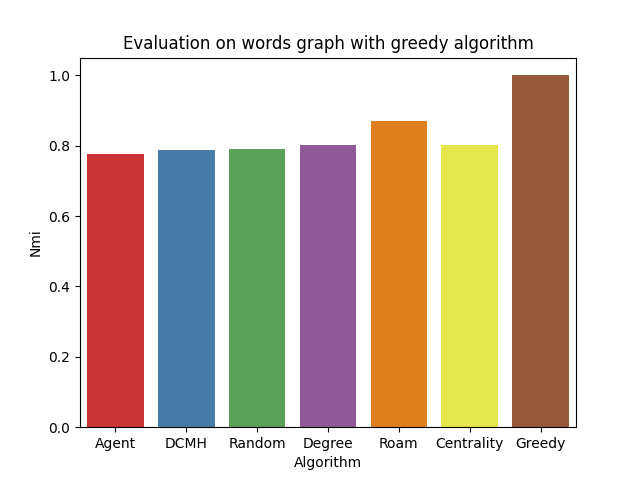 Evaluation on words graph with greedy algorithm
1.0
0.8
0.6
0.4
0.2
0.0
Nmi
Agent DCMH Random Degree Roam Centrality Greedy
Algorithm